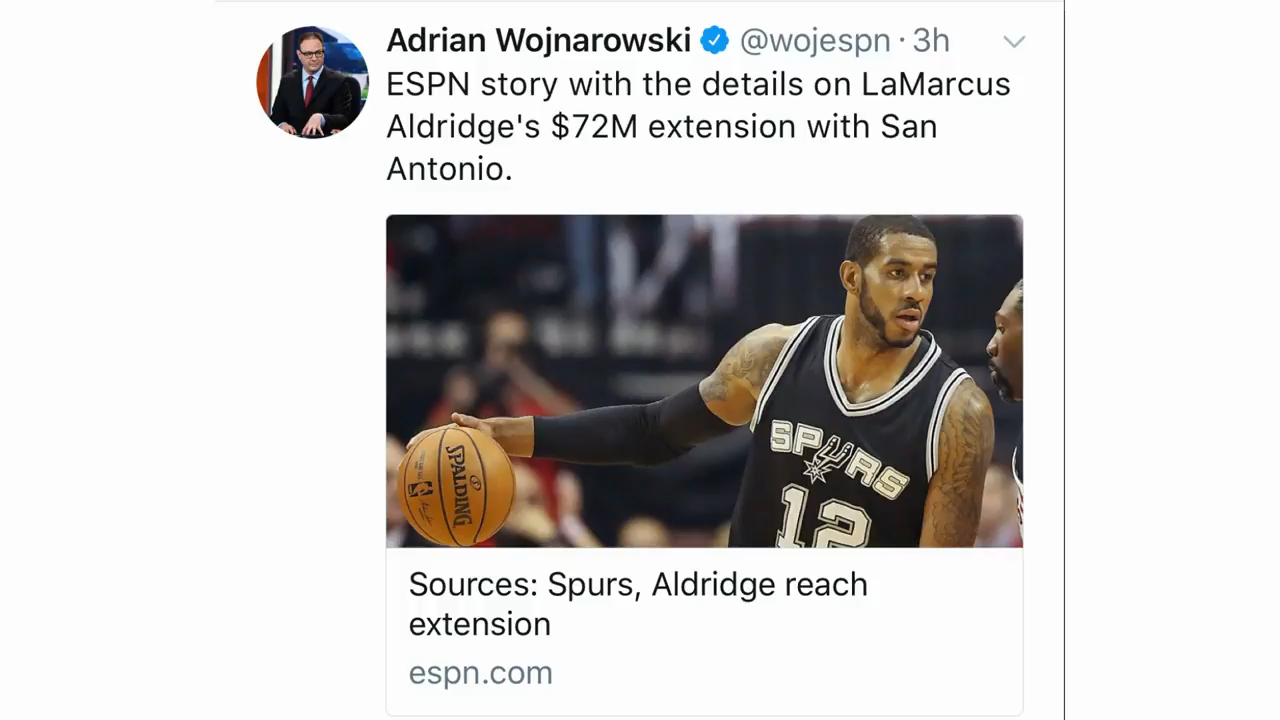 Adrian Wojnarowski @wojespn · 3h
ESPN story with the details on LaMarcus
Aldridge's $72M extension with San
Antonio.
SPALDING
SPURS
12
Sources: Spurs, Aldridge reach
extension
espn.com